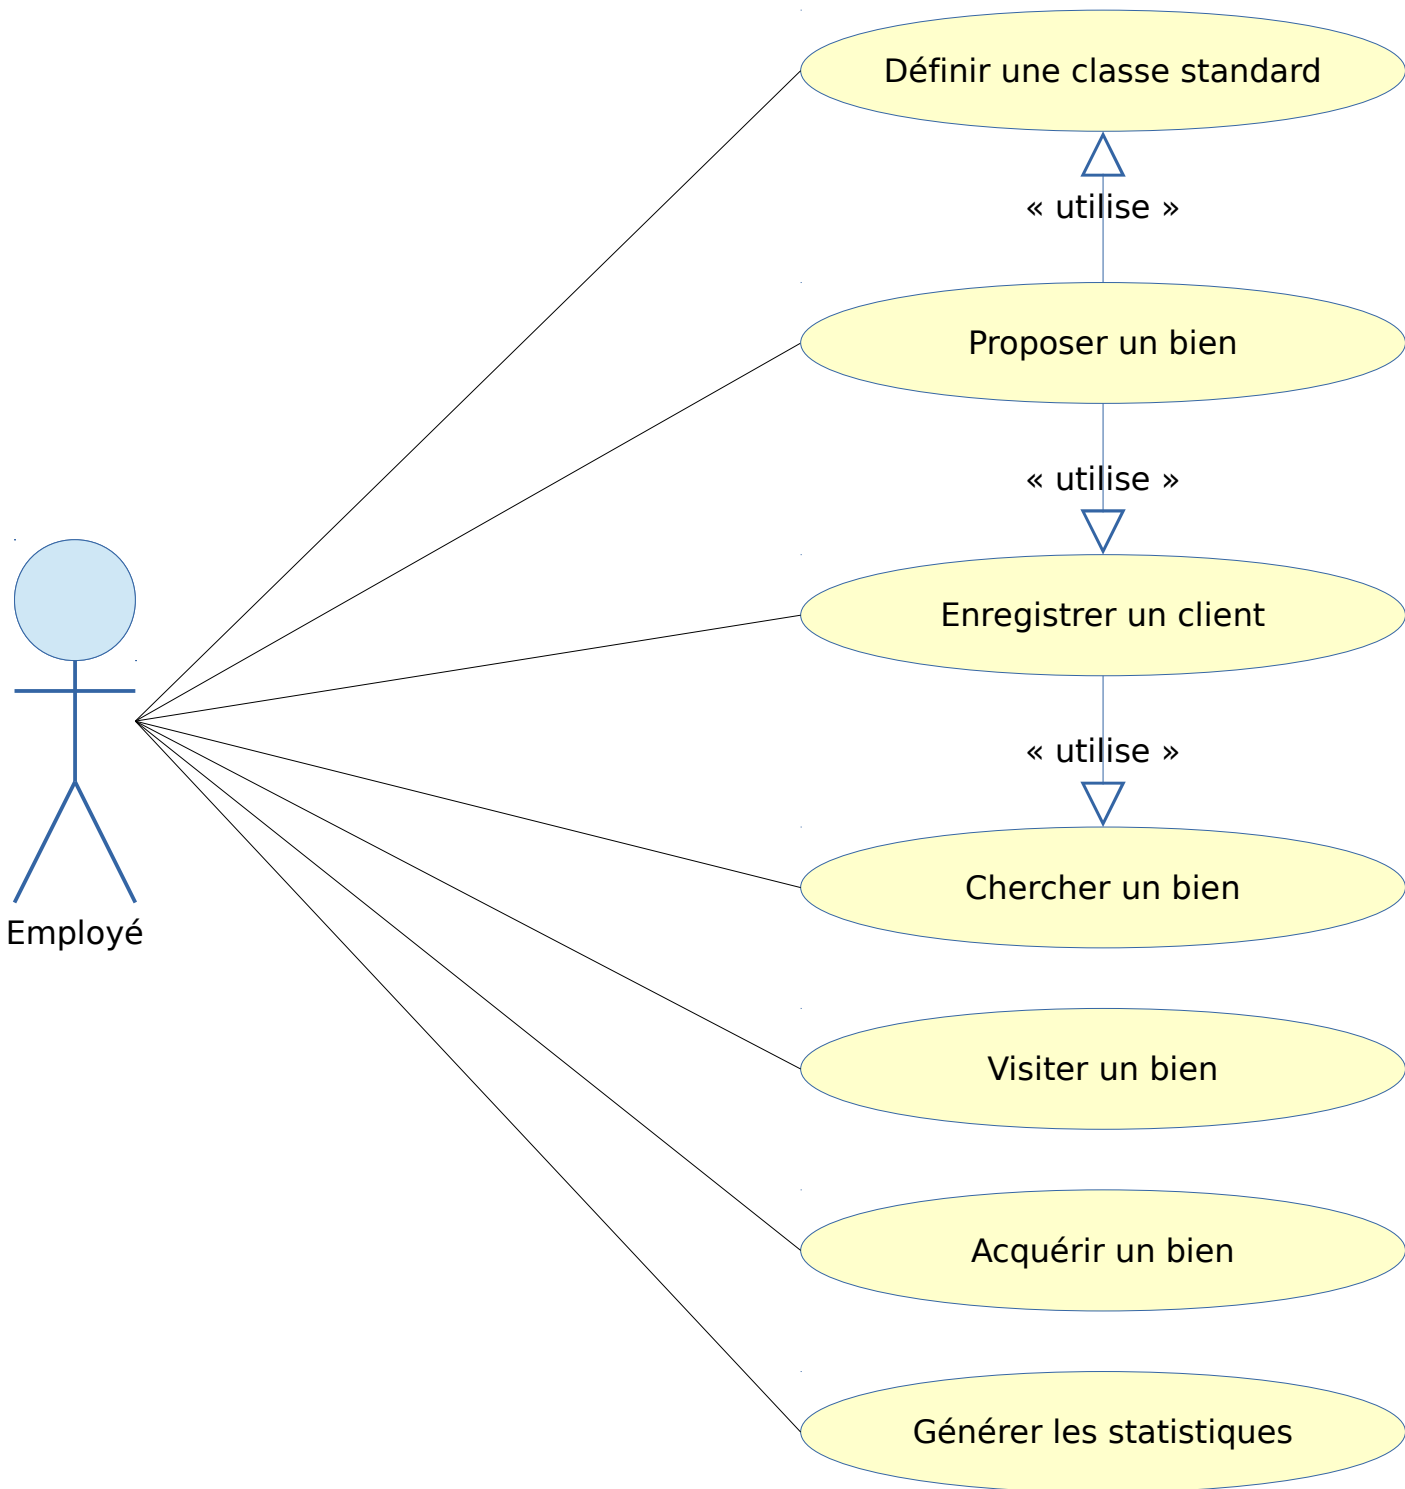 Définir une classe standard
« utilise »
Proposer un bien
« utilise »
Enregistrer un client
« utilise »
Chercher un bien
Employé
Visiter un bien
Acquérir un bien
Générer les statistiques